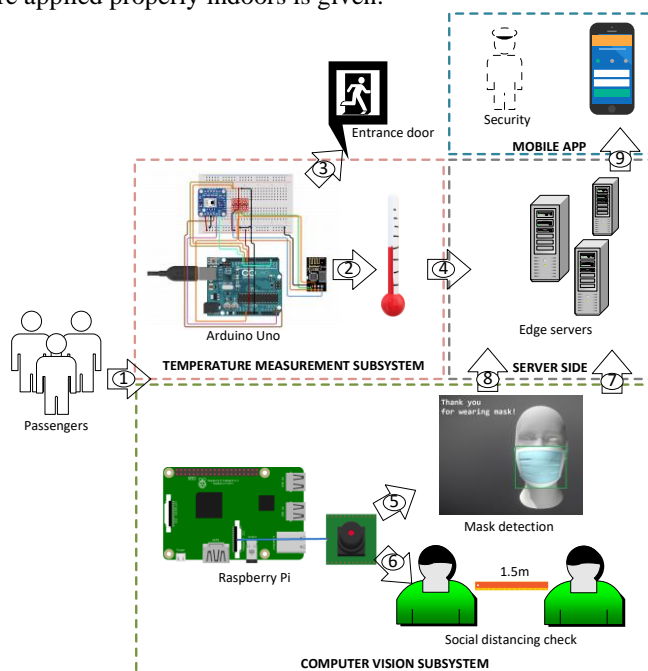 re applied properly indoors is given.
Security
MOBILE APP
Entrance door
3
9
2
4
Arduino Uno
Edge servers
TEMPERATURE MEASUREMENT SUBSYSTEM
SERVER SIDE
1
8
7
Passengers
Thank you
for wearing mask!
5
Mask detection
6
Raspberry Pi
1.5m
Social distancing check
COMPUTER VISION SUBSYSTEM